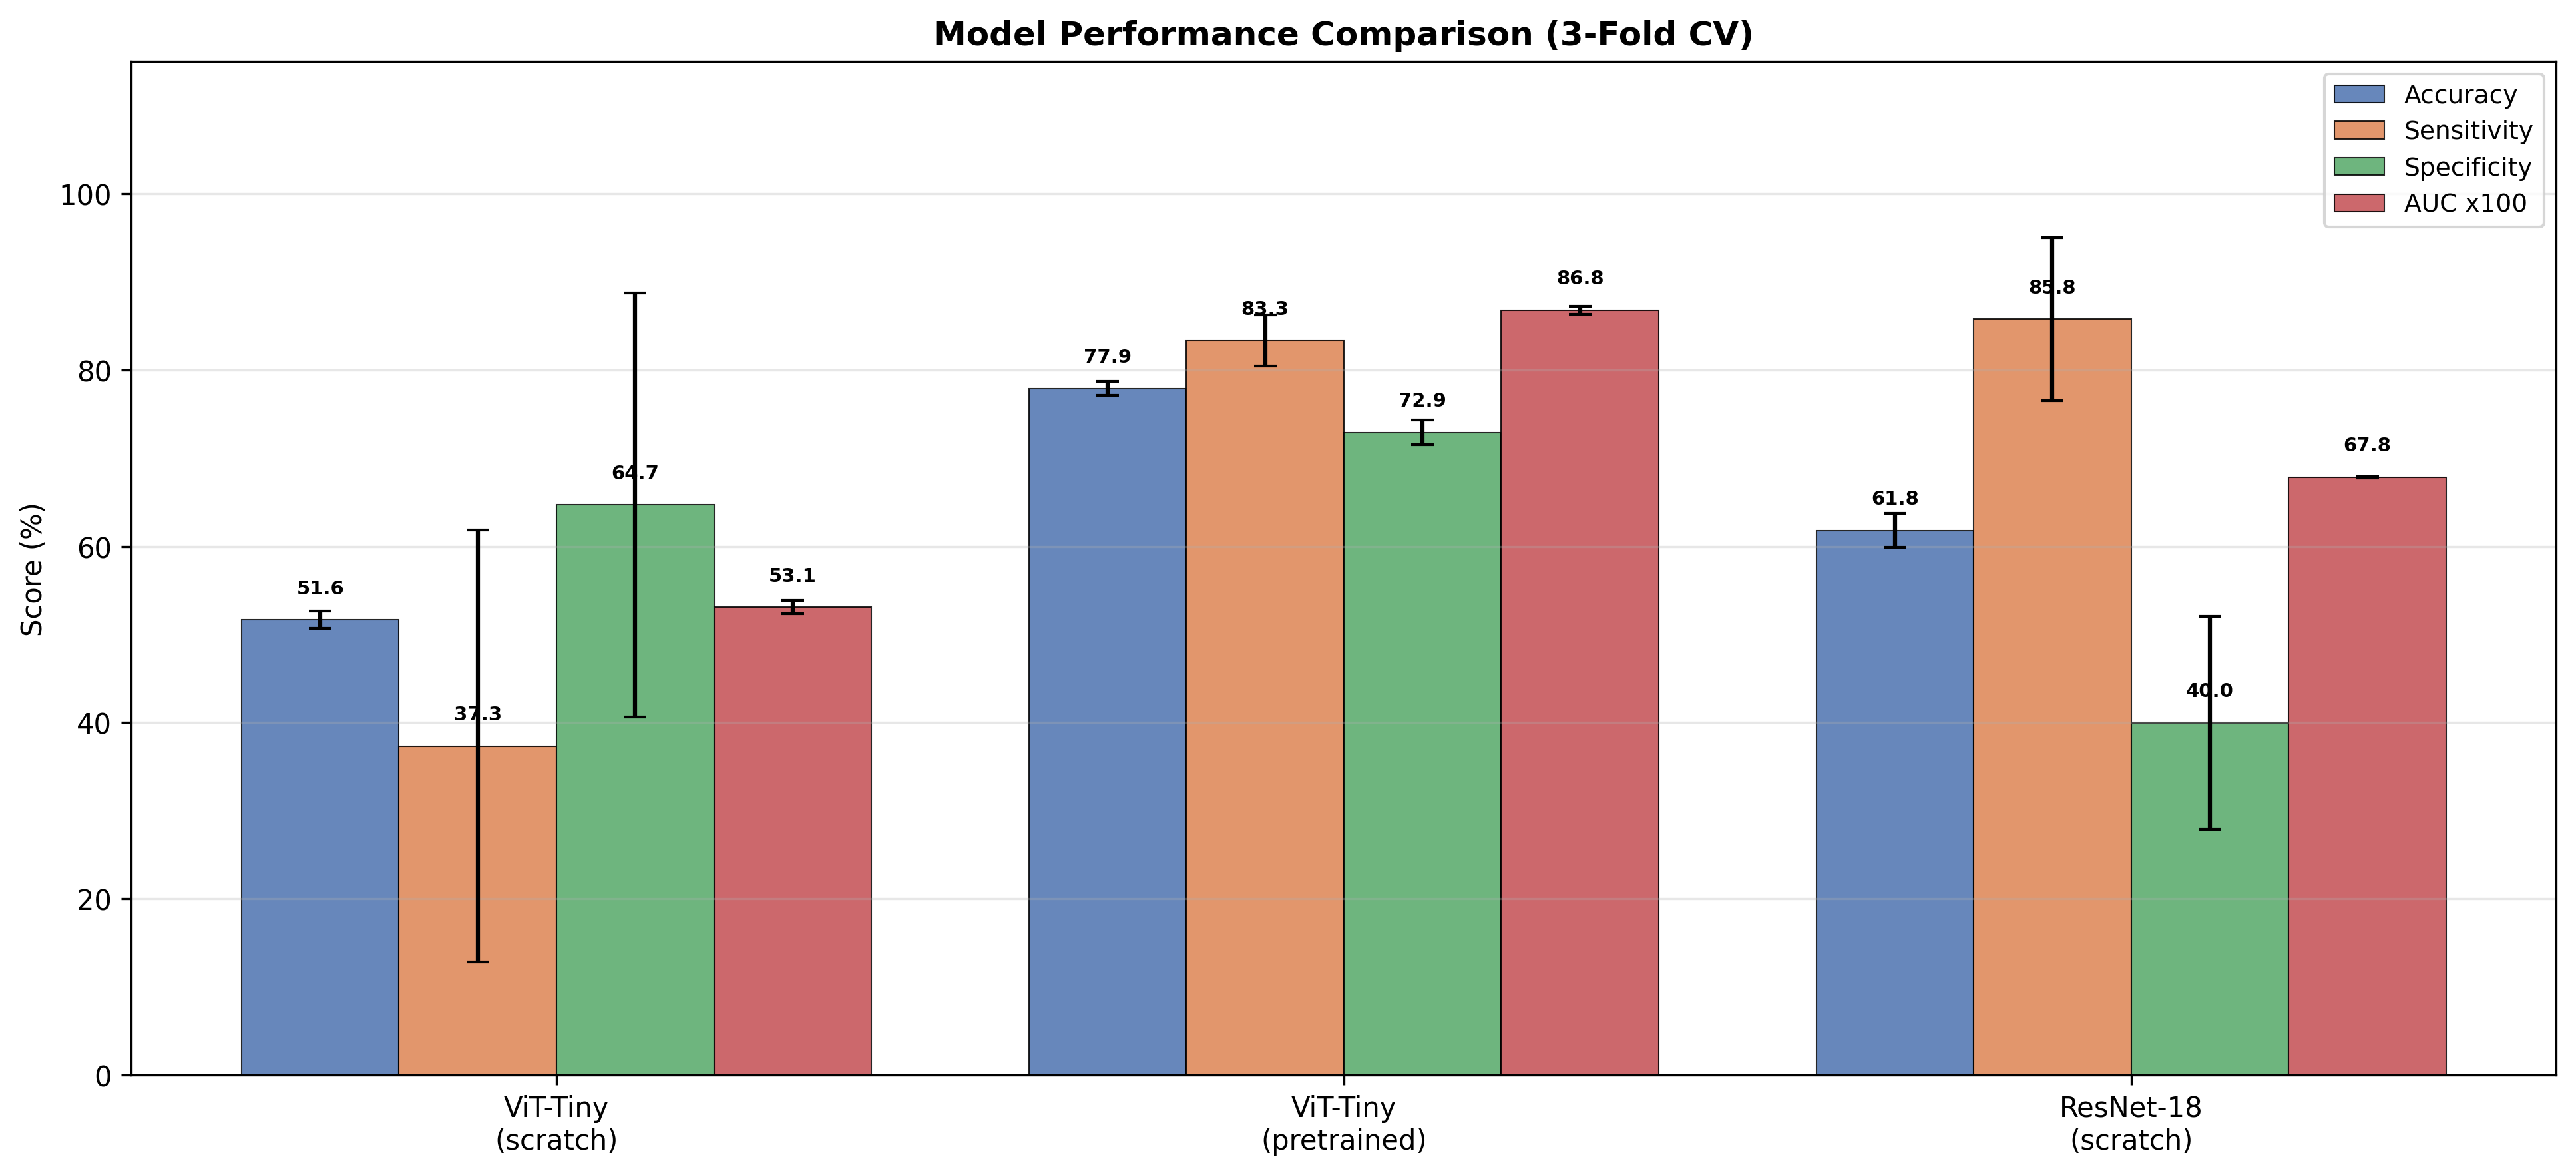 Model Performance Comparison (3-Fold CV)
Accuracy
Sensitivity
Specificity
AUC x100
Score (%)
100
80
60
40
20
0
51.6
37.3
64.7
53.1
77.9
83.3
72.9
86.8
61.8
85.8
40.0
67.8
ViT-Tiny
(scratch)
ViT-Tiny
(pretrained)
ResNet-18
(scratch)